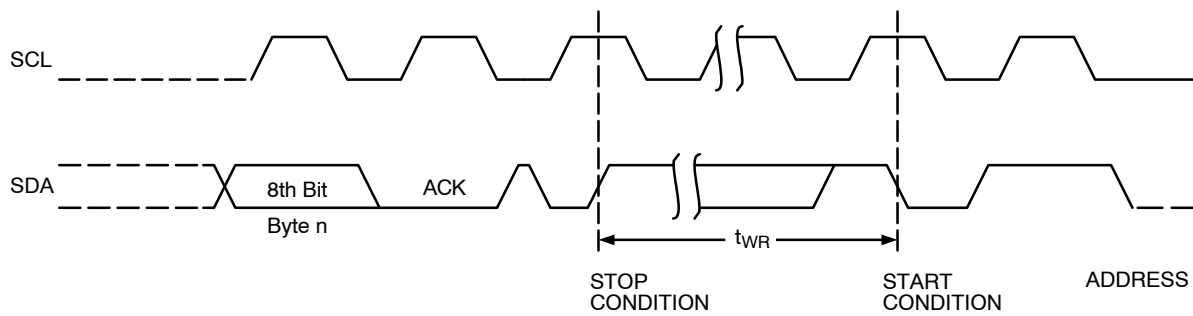 SCL
SDA
8th Bit
ACK
Byte n
tWR
STOP
CONDITION
START
CONDITION
ADDRESS